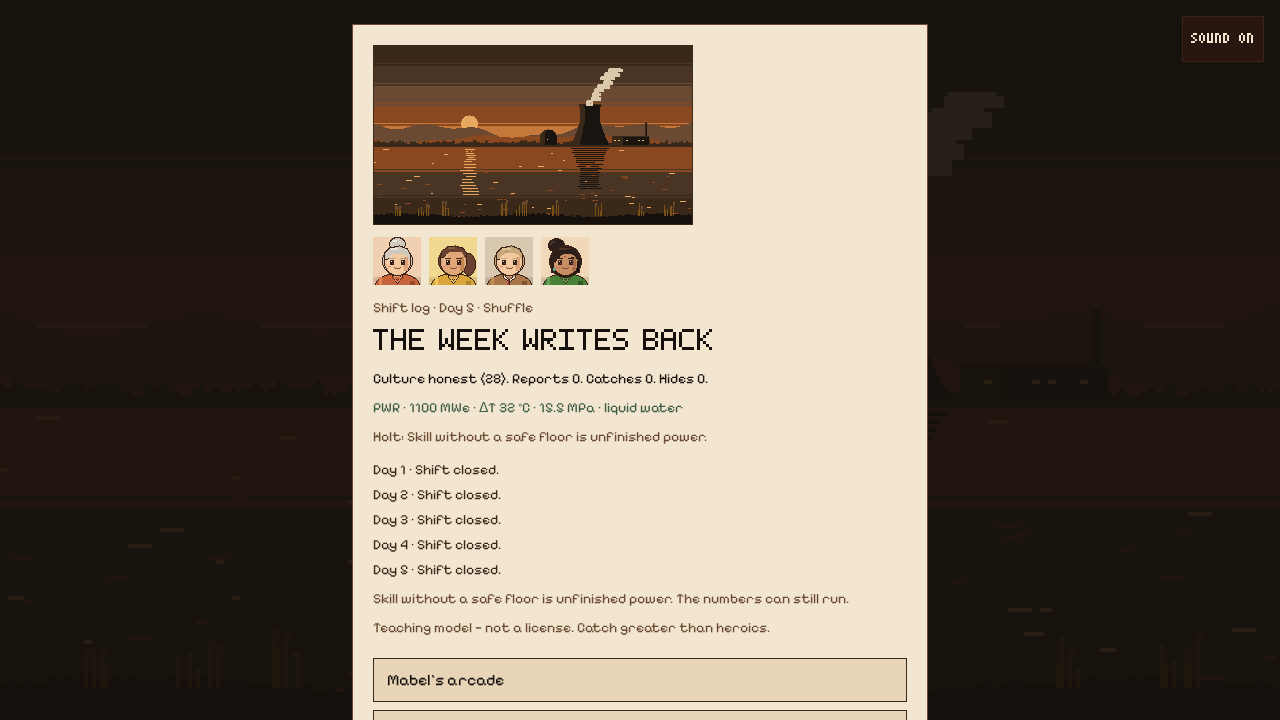 SOUND ON
Shift log · Day 5 · Shuffle
THE WEEK WRITES BACK
Culture honest (28). Reports 0. Catches 0. Hides 0.
PWR · 1100 MWe · ΔT 32 °C · 15.5 MPa · liquid water
Holt: Skill without a safe floor is unfinished power.
Day 1 · Shift closed.
Day 2 · Shift closed.
Day 3 · Shift closed.
Day 4 · Shift closed.
Day 5 · Shift closed.
Skill without a safe floor is unfinished power. The numbers can still run.
Teaching model – not a license. Catch greater than heroics.
Mabel's arcade